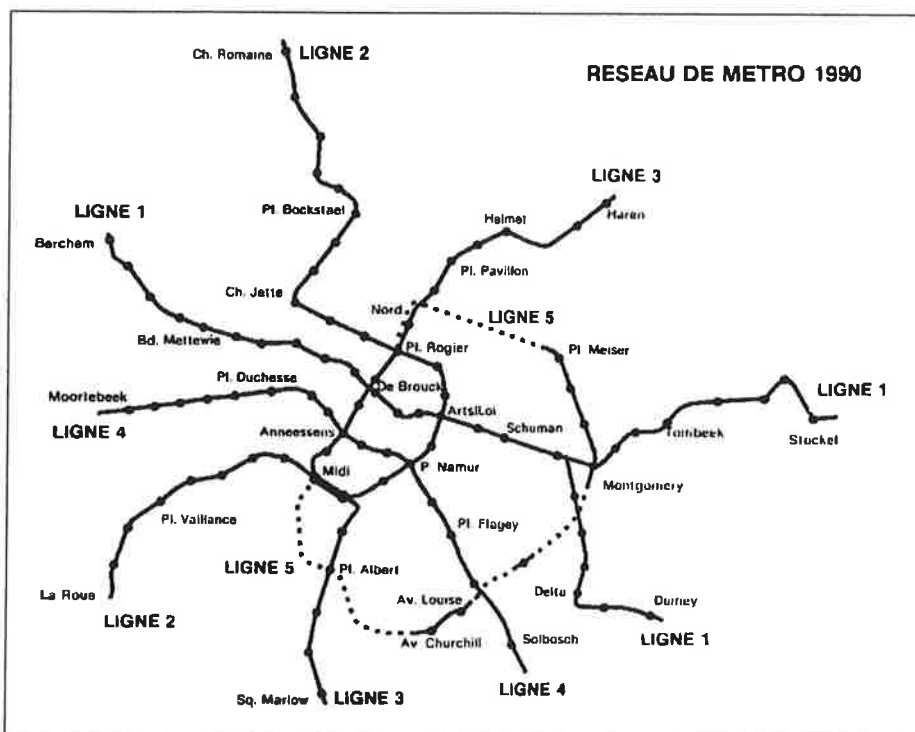 Ch. Romaine
LIGNE 2
RESEAU DE METRO 1990
LIGNE 3
Haren
Helmet
Pl. Bockstael
LIGNE 1
Berchem
Pl. Pavillon
Ch. Jette
Nord
LIGNE 5
Bd. Mettewie
Pl. Rogier
Pl. Meiser
Pl. Duchesse
De Brouck
LIGNE 1
Moortebeek
Arts/Loi
LIGNE 4
Schuman
Tombeek
Stockel
Anneessens
Midi
P. Namur
Montgomery
Pl. Vaillance
Pl. Flagey
LIGNE 5
Pl. Albert
La Roue
Av. Louise
Delta
Dumey
LIGNE 2
Av. Churchill
Solbosch
LIGNE 1
Sq. Marlow
LIGNE 3
LIGNE 4